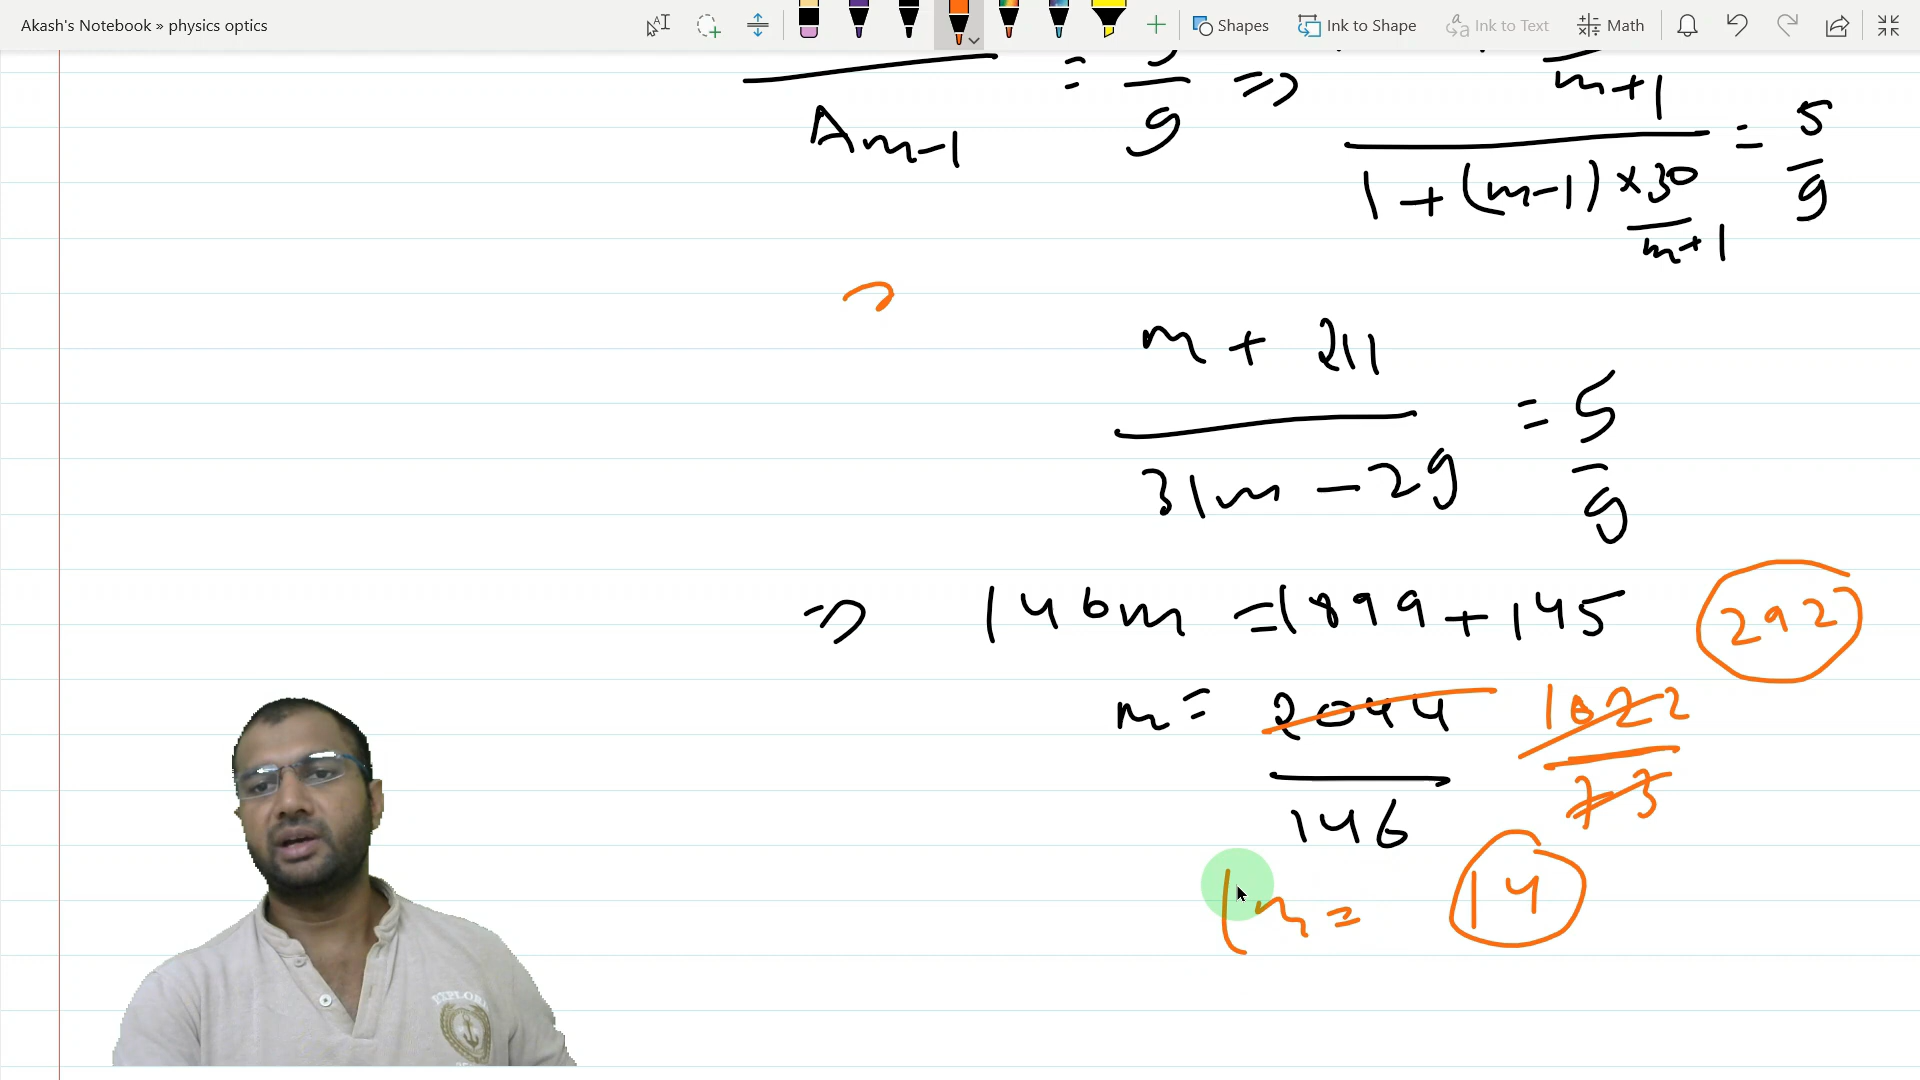 Akash's Notebook » physics optics
Shapes
Ink to Shape
Ink to Text
Math
Am-1 = 9 =>
m+1
1+(m-1)×30 = 5/9
m+1
m + 211
31m - 29
= 5/9
=> 146m = 1899 + 145
292
m = 2044
146
1022
73
m = 14
EXPLOR